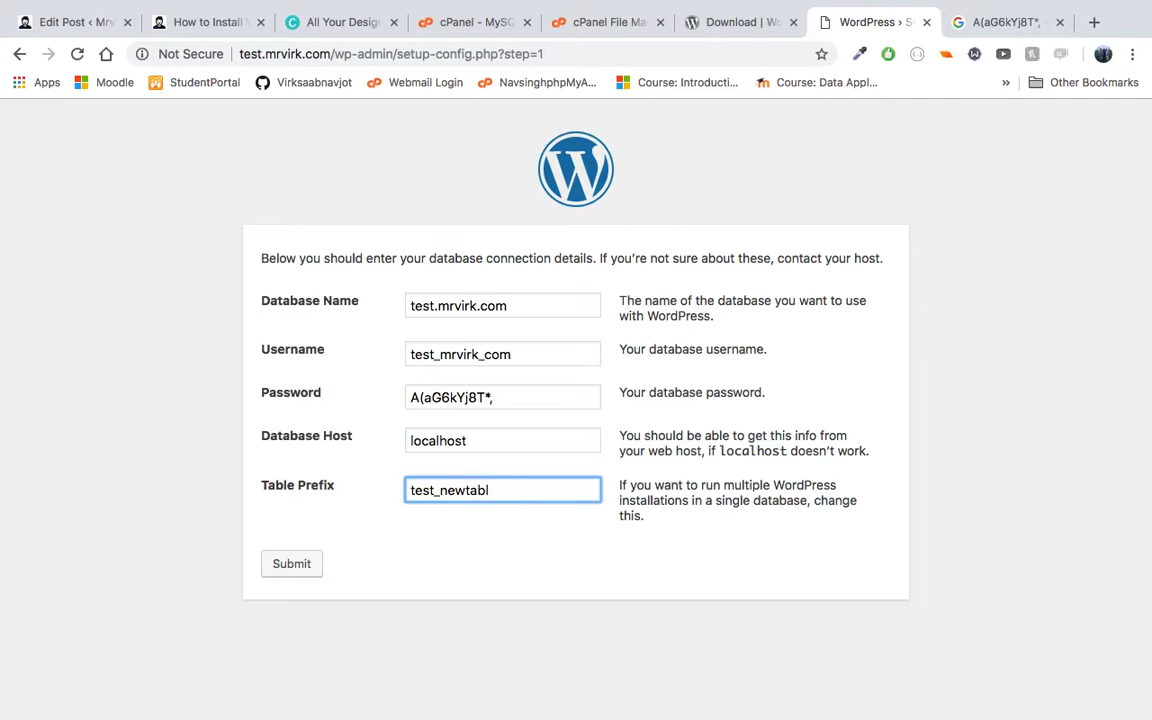 Edit Post ‹ Mrv
How to Install V
All Your Desig
cPanel - MySQ
cPanel File Ma
Download | Wo
WordPress › S
A(aG6kYj8T*,
Not Secure test.mrvirk.com/wp-admin/setup-config.php?step=1
Apps Moodle StudentPortal Virksaabnavjot Webmail Login NavsinghphpMyA... Course: Introducti... Course: Data Appl... » Other Bookmarks
Below you should enter your database connection details. If you’re not sure about these, contact your host.
Database Name
test.mrvirk.com
The name of the database you want to use
with WordPress.
Username
test_mrvirk_com
Your database username.
Password
A(aG6kYj8T*,
Your database password.
Database Host
localhost
You should be able to get this info from
your web host, if localhost doesn’t work.
Table Prefix
test_newtabl
If you want to run multiple WordPress
installations in a single database, change
this.
Submit